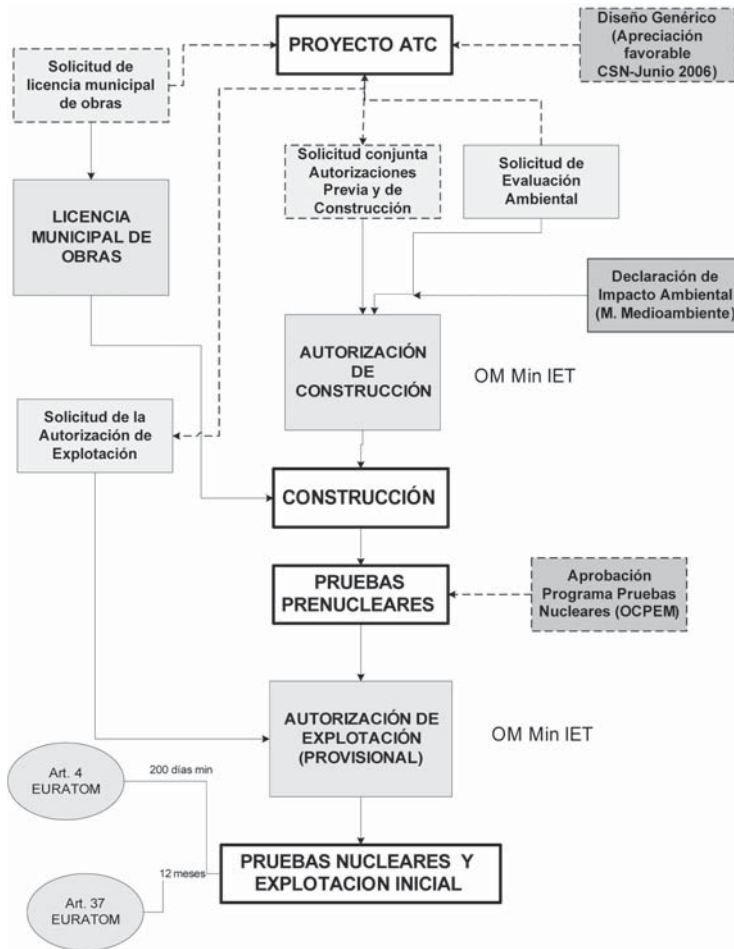 PROYECTO ATC
Diseño Genérico
(Apreciación
favorable
CSN-Junio 2006)
Solicitud de
licencia municipal
de obras
Solicitud conjunta
Autorizaciones
Previa y de
Construcción
Solicitud de
Evaluación
Ambiental
LICENCIA
MUNICIPAL DE
OBRAS
Declaración de
Impacto Ambiental
(M. Medioambiente)
AUTORIZACIÓN
DE
CONSTRUCCIÓN
OM Min IET
Solicitud de la
Autorización de
Explotación
CONSTRUCCIÓN
PRUEBAS
PRENUCLEARES
Aprobación
Programa Pruebas
Nucleares (OCPEM)
AUTORIZACIÓN DE
EXPLOTACIÓN
(PROVISIONAL)
OM Min IET
Art. 4
EURATOM
200 días min
PRUEBAS NUCLEARES Y
EXPLOTACION INICIAL
12 meses
Art. 37
EURATOM